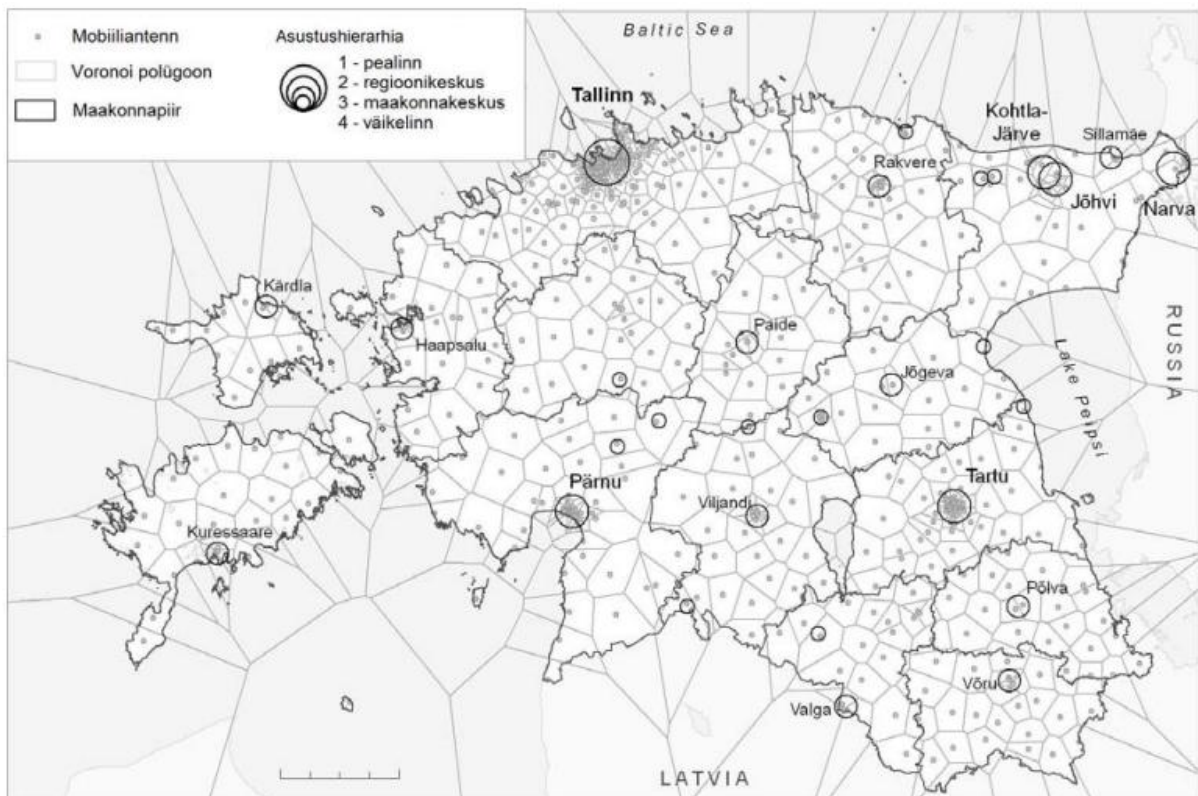 Mobiiliantenn
Voronoi polügoon
Maakonnapiir
Asustushierarhia
1 - pealinn
2 - regioonikeskus
3 - maakonnakeskus
4 - väikelinn
Baltic Sea
Tallinn
Kohtla-
Järve
Sillamäe
Rakvere
Jõhvi
Narva
Kärdla
Haapsalu
Paide
Jõgeva
RUSSIA
Lake Peipsi
Pärnu
Viljandi
Tartu
Kuressaare
Põlva
Võru
Valga
LATVIA